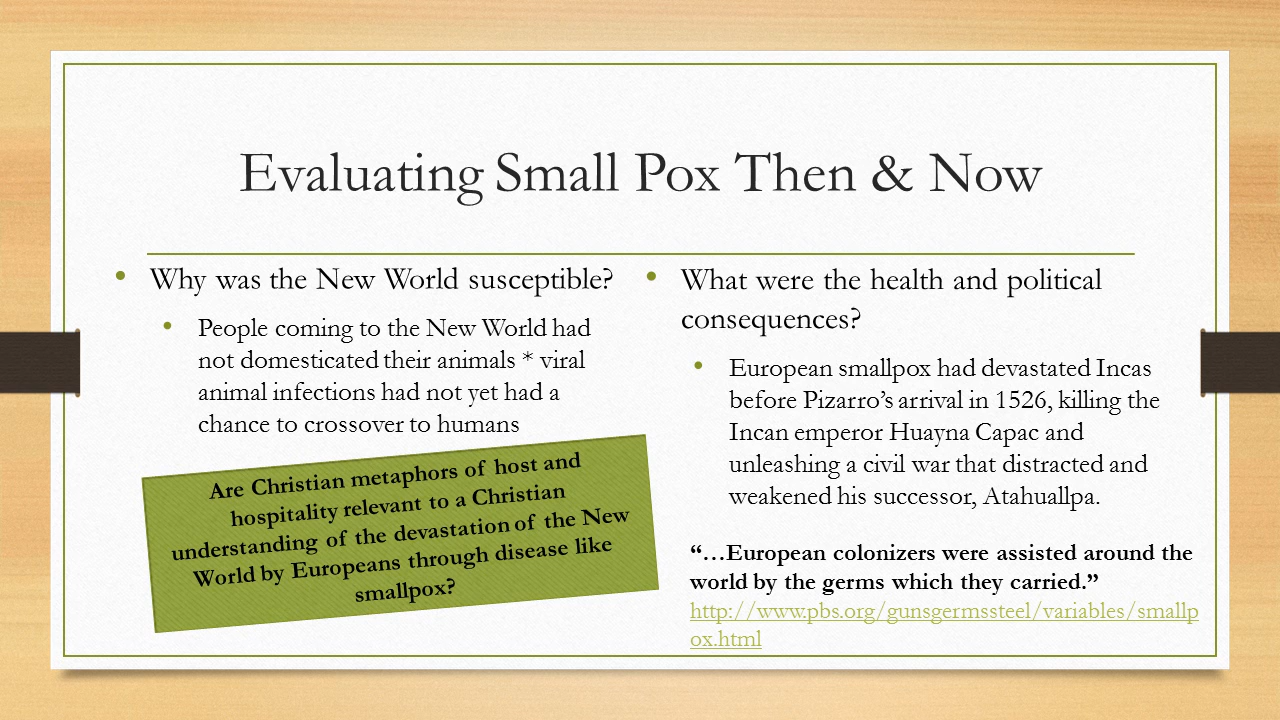 Evaluating Small Pox Then & Now
• Why was the New World susceptible?
• People coming to the New World had
not domesticated their animals * viral
animal infections had not yet had a
chance to crossover to humans
Are Christian metaphors of host and
hospitality relevant to a Christian
understanding of the devastation of the New
World by Europeans through disease like
smallpox?
• What were the health and political
consequences?
• European smallpox had devastated Incas
before Pizarro’s arrival in 1526, killing the
Incan emperor Huayna Capac and
unleashing a civil war that distracted and
weakened his successor, Atahuallpa.
“…European colonizers were assisted around the
world by the germs which they carried.”
http://www.pbs.org/gunsgermssteel/variables/smallp
ox.html